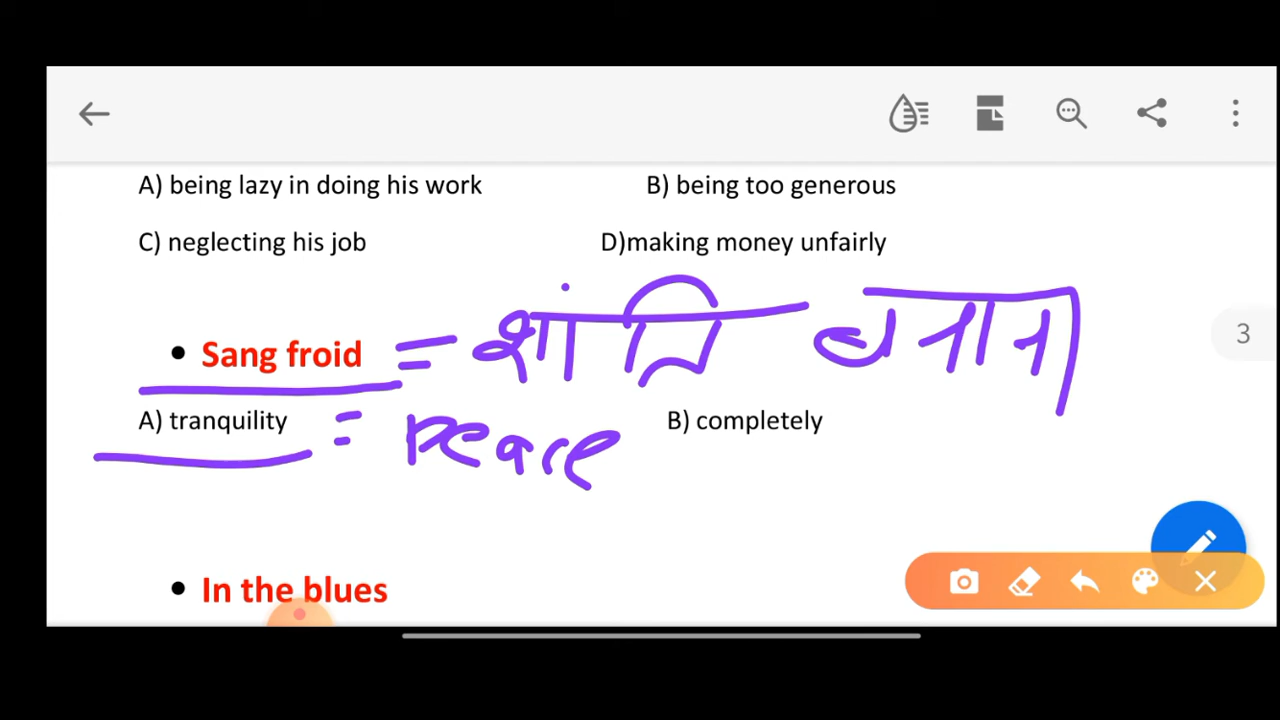 A) being lazy in doing his work B) being too generous
C) neglecting his job D)making money unfairly
• Sang froid = शांति बनाना
A) tranquility = Peace B) completely
3
• In the blues